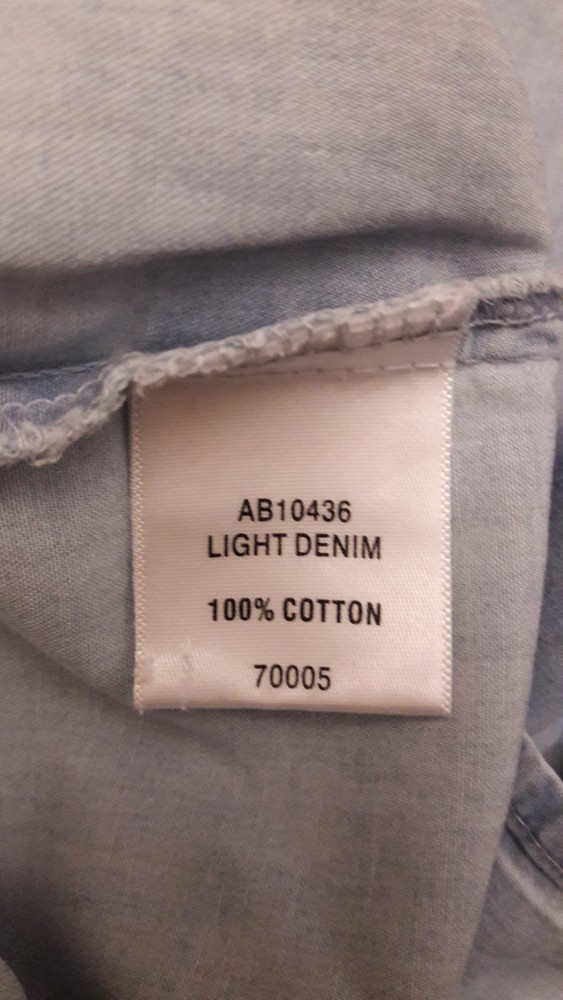 AB10436
LIGHT DENIM
100% COTTON
70005